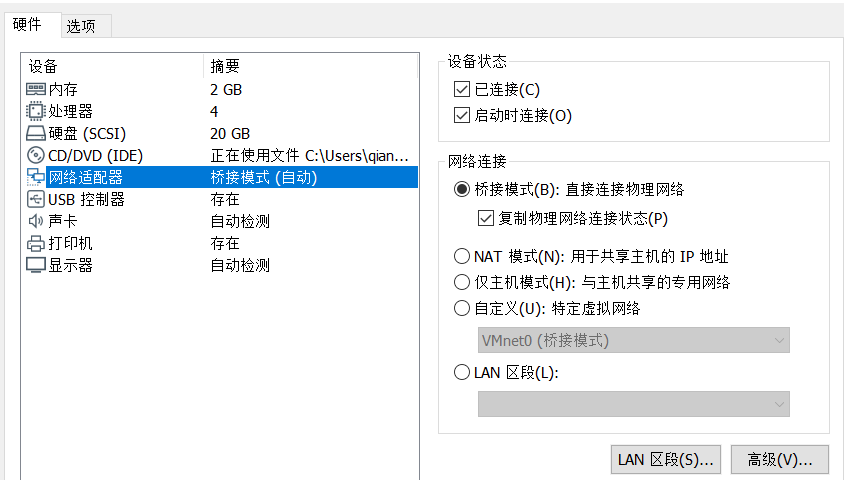 硬件 选项
设备 摘要
内存 2 GB
处理器 4
硬盘 (SCSI) 20 GB
CD/DVD (IDE) 正在使用文件 C:\Users\qian...
网络适配器 桥接模式 (自动)
USB 控制器 存在
声卡 自动检测
打印机 存在
显示器 自动检测
设备状态
已连接(C)
启动时连接(O)
网络连接
桥接模式(B): 直接连接物理网络
复制物理网络连接状态(P)
NAT 模式(N): 用于共享主机的 IP 地址
仅主机模式(H): 与主机共享的专用网络
自定义(U): 特定虚拟网络
VMnet0 (桥接模式)
LAN 区段(L):
LAN 区段(S)... 高级(V)...